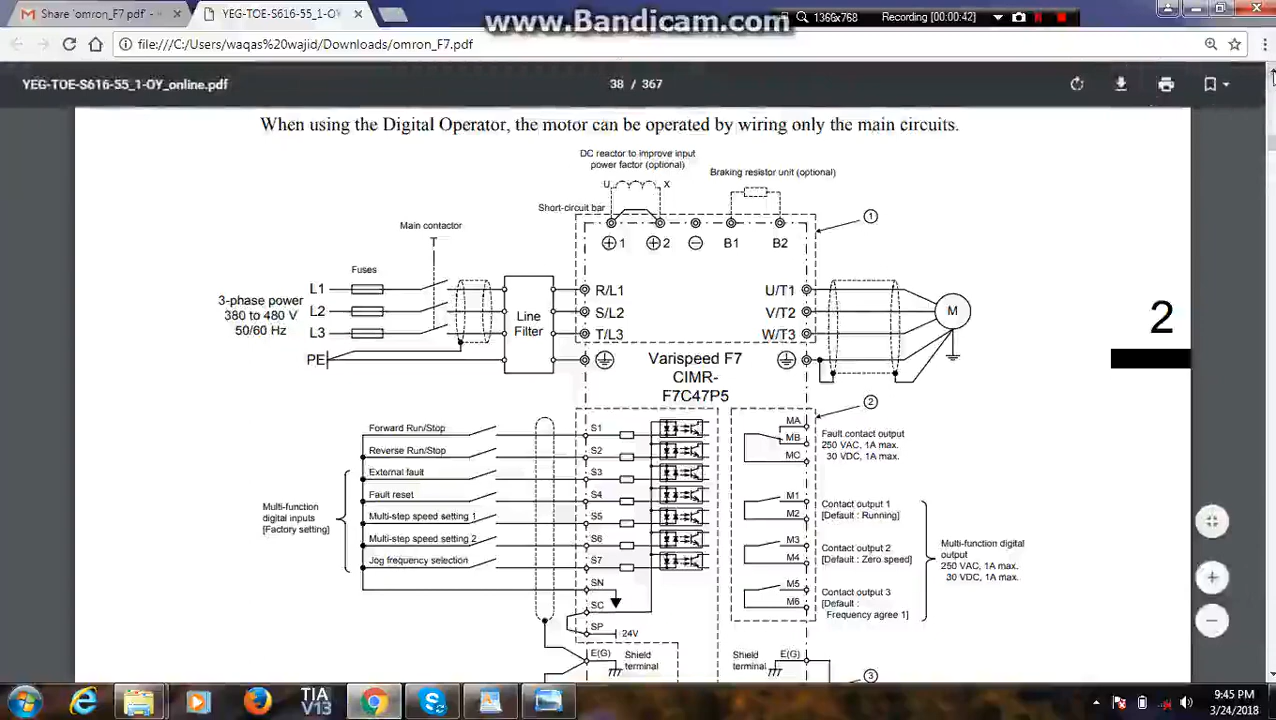 Share omron_F7.pdf -
YEG-TOE-S616-55_1-OY
www.Bandicam.com
1366x768
Recording [00:00:42]
file:///C:/Users/waqas%20wajid/Downloads/omron_F7.pdf
YEG-TOE-S616-55_1-OY_online.pdf
38 / 367
When using the Digital Operator, the motor can be operated by wiring only the main circuits.
DC reactor to improve input
power factor (optional)
Braking resistor unit (optional)
U
X
Short-circuit bar
1
Main contactor
+ 1
+ 2
−
B1
B2
Fuses
L1
R/L1
U/T1
3-phase power
380 to 480 V
50/60 Hz
L2
Line
Filter
S/L2
V/T2
M
2
L3
T/L3
W/T3
PE
Varispeed F7
CIMR-
F7C47P5
2
Forward Run/Stop
S1
MA
Fault contact output
250 VAC, 1A max.
30 VDC, 1A max.
Reverse Run/Stop
S2
MB
External fault
S3
MC
Fault reset
S4
Multi-function
digital inputs
[Factory setting]
M1
Contact output 1
[Default : Running]
Multi-step speed setting 1
S5
M2
Multi-step speed setting 2
S6
M3
Contact output 2
[Default : Zero speed]
Multi-function digital
output
250 VAC, 1A max.
30 VDC, 1A max.
Jog frequency selection
S7
M4
SN
M5
Contact output 3
[Default :
Frequency agree 1]
SC
M6
SP
24V
E(G)
Shield
terminal
Shield
terminal
E(G)
3
TIA
V13
9:45 PM
3/24/2018